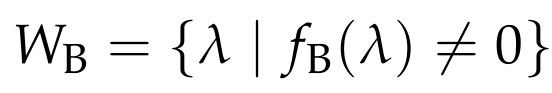 W_B = {λ | f_B(λ) ≠ 0}